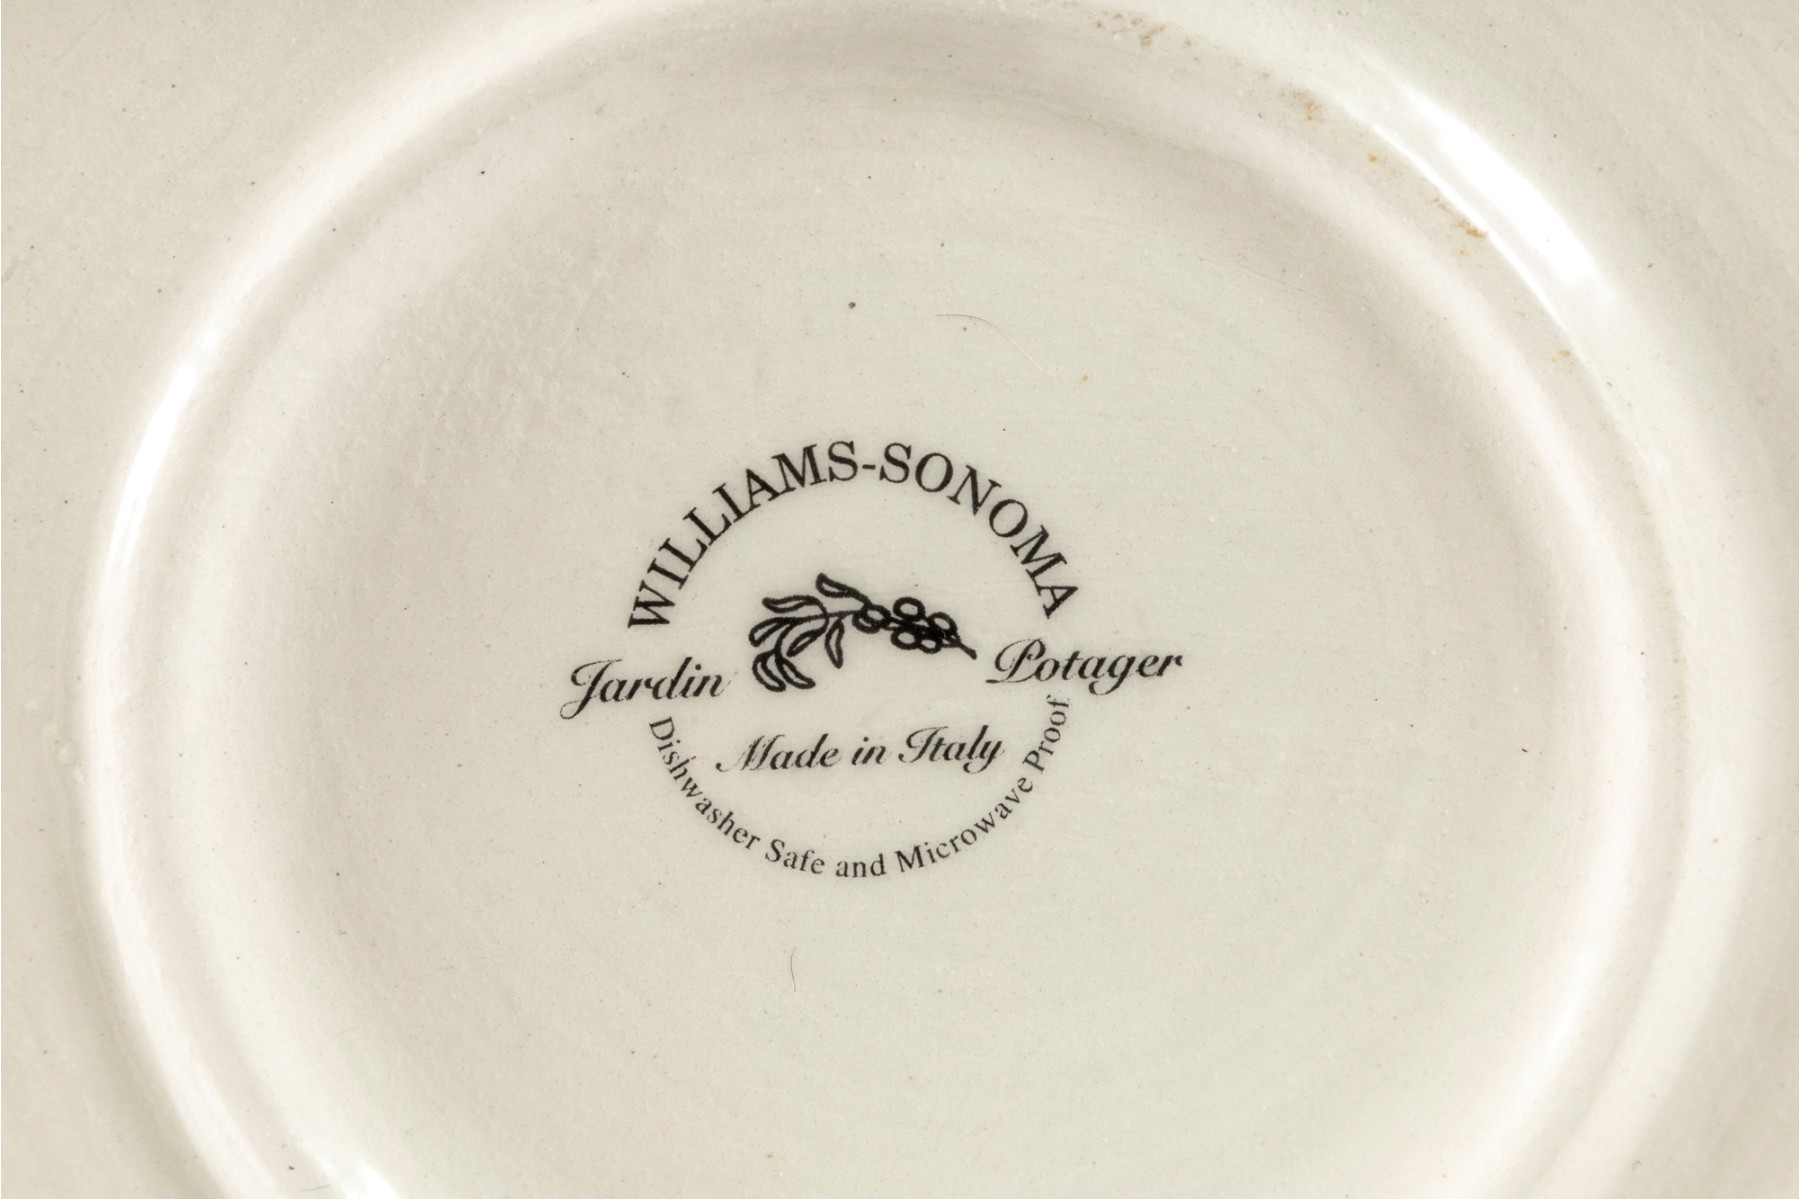 WILLIAMS-SONOMA
Jardin Potager
Made in Italy
Dishwasher Safe and Microwave Proof